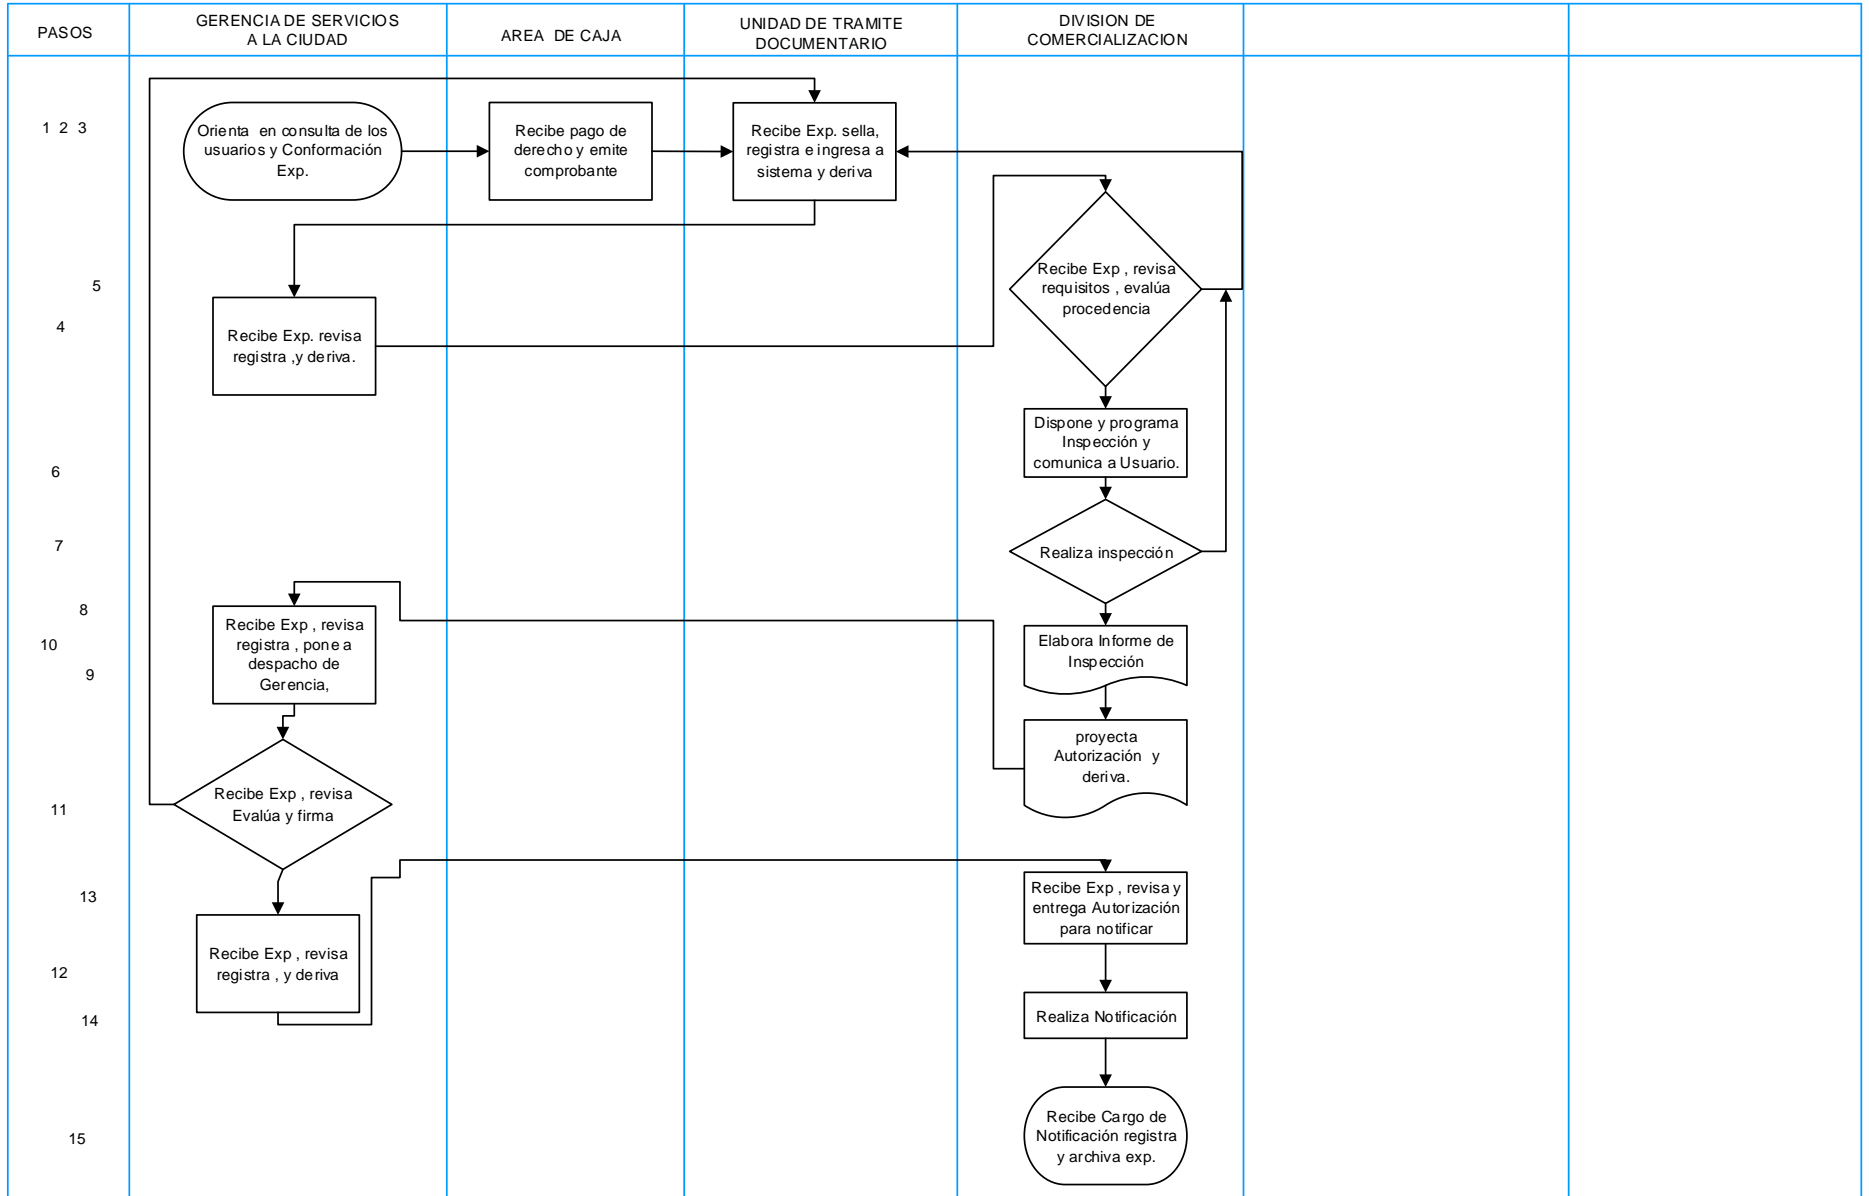 PASOS
GERENCIA DE SERVICIOS
A LA CIUDAD
AREA DE CAJA
UNIDAD DE TRAMITE
DOCUMENTARIO
DIVISION DE
COMERCIALIZACION
1 2 3
Orienta en consulta de los
usuarios y Conformación
Exp.
Recibe pago de
derecho y emite
comprobante
Recibe Exp. sella,
registra e ingresa a
sistema y deriva
5
Recibe Exp , revisa
requisitos , evalúa
procedencia
4
Recibe Exp. revisa
registra ,y deriva.
Dispone y programa
Inspección y
comunica a Usuario.
6
7
Realiza inspección
8
10
9
Recibe Exp , revisa
registra , pone a
despacho de
Gerencia,
Elabora Informe de
Inspección
proyecta
Autorización y
deriva.
11
Recibe Exp , revisa
Evalúa y firma
13
Recibe Exp , revisa y
entrega Autorización
para notificar
12
Recibe Exp , revisa
registra , y deriva
14
Realiza Notificación
15
Recibe Cargo de
Notificación registra
y archiva exp.